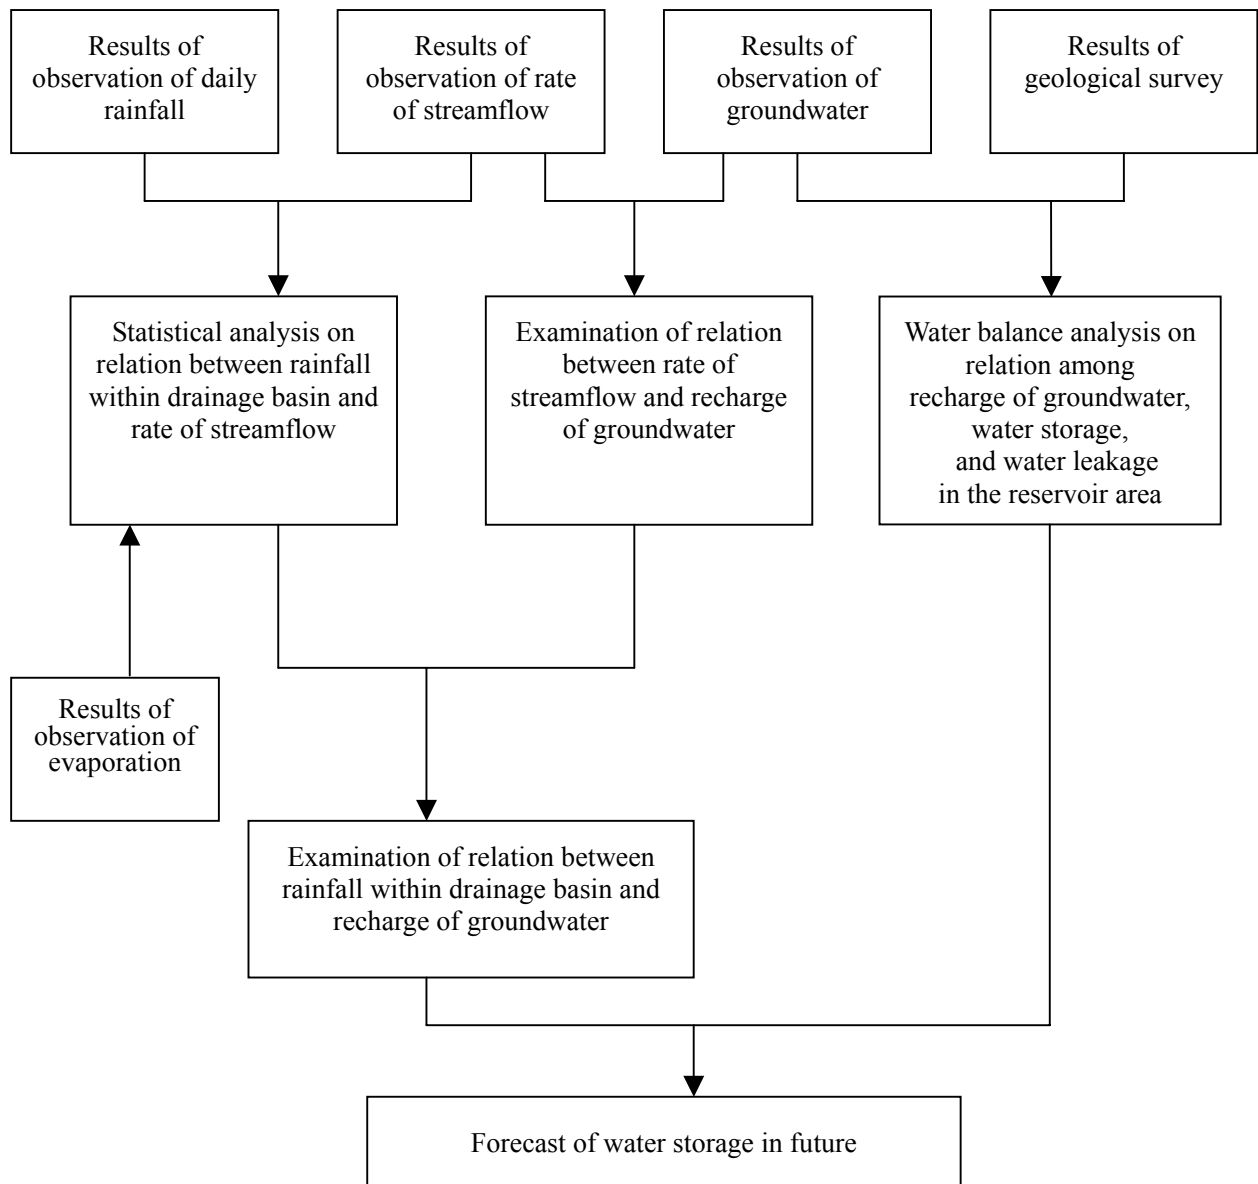 Results of
observation of daily
rainfall
Results of
observation of rate
of streamflow
Results of
observation of
groundwater
Results of
geological survey
Statistical analysis on
relation between rainfall
within drainage basin and
rate of streamflow
Examination of relation
between rate of
streamflow and recharge
of groundwater
Water balance analysis on
relation among
recharge of groundwater,
water storage,
and water leakage
in the reservoir area
Results of
observation of
evaporation
Examination of relation between
rainfall within drainage basin and
recharge of groundwater
Forecast of water storage in future